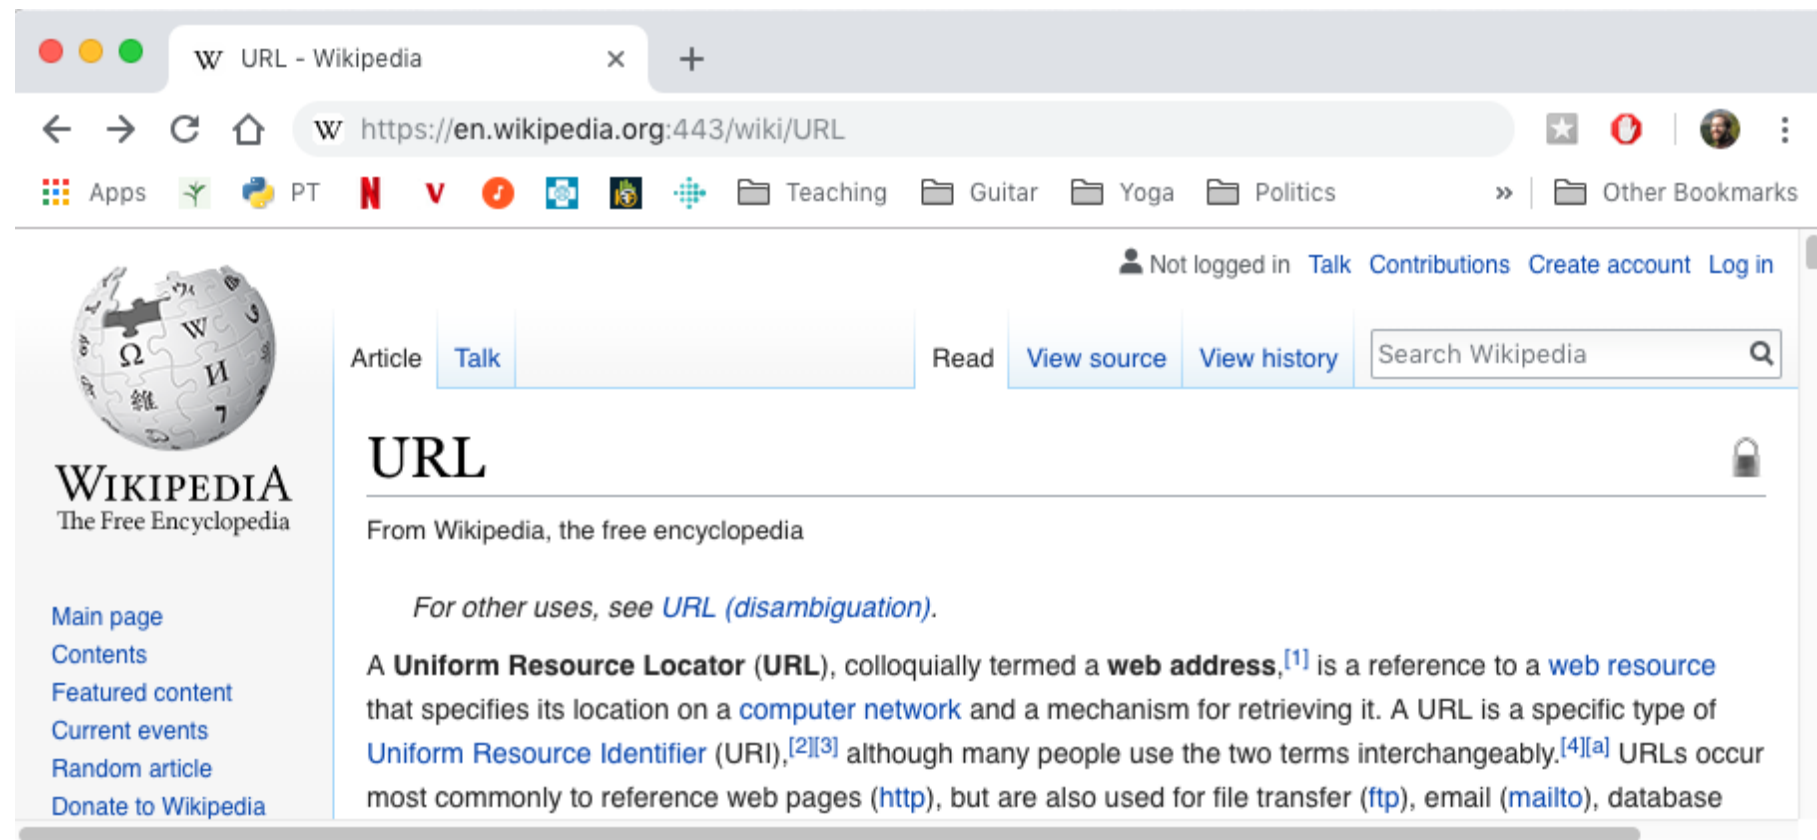 URL - Wikipedia
https://en.wikipedia.org:443/wiki/URL
Apps PT Teaching Guitar Yoga Politics » Other Bookmarks
Not logged in Talk Contributions Create account Log in
Article Talk Read View source View history Search Wikipedia
WIKIPEDIA
The Free Encyclopedia
Main page
Contents
Featured content
Current events
Random article
Donate to Wikipedia
URL
From Wikipedia, the free encyclopedia
For other uses, see URL (disambiguation).
A Uniform Resource Locator (URL), colloquially termed a web address,[1] is a reference to a web resource
that specifies its location on a computer network and a mechanism for retrieving it. A URL is a specific type of
Uniform Resource Identifier (URI),[2][3] although many people use the two terms interchangeably.[4][a] URLs occur
most commonly to reference web pages (http), but are also used for file transfer (ftp), email (mailto), database